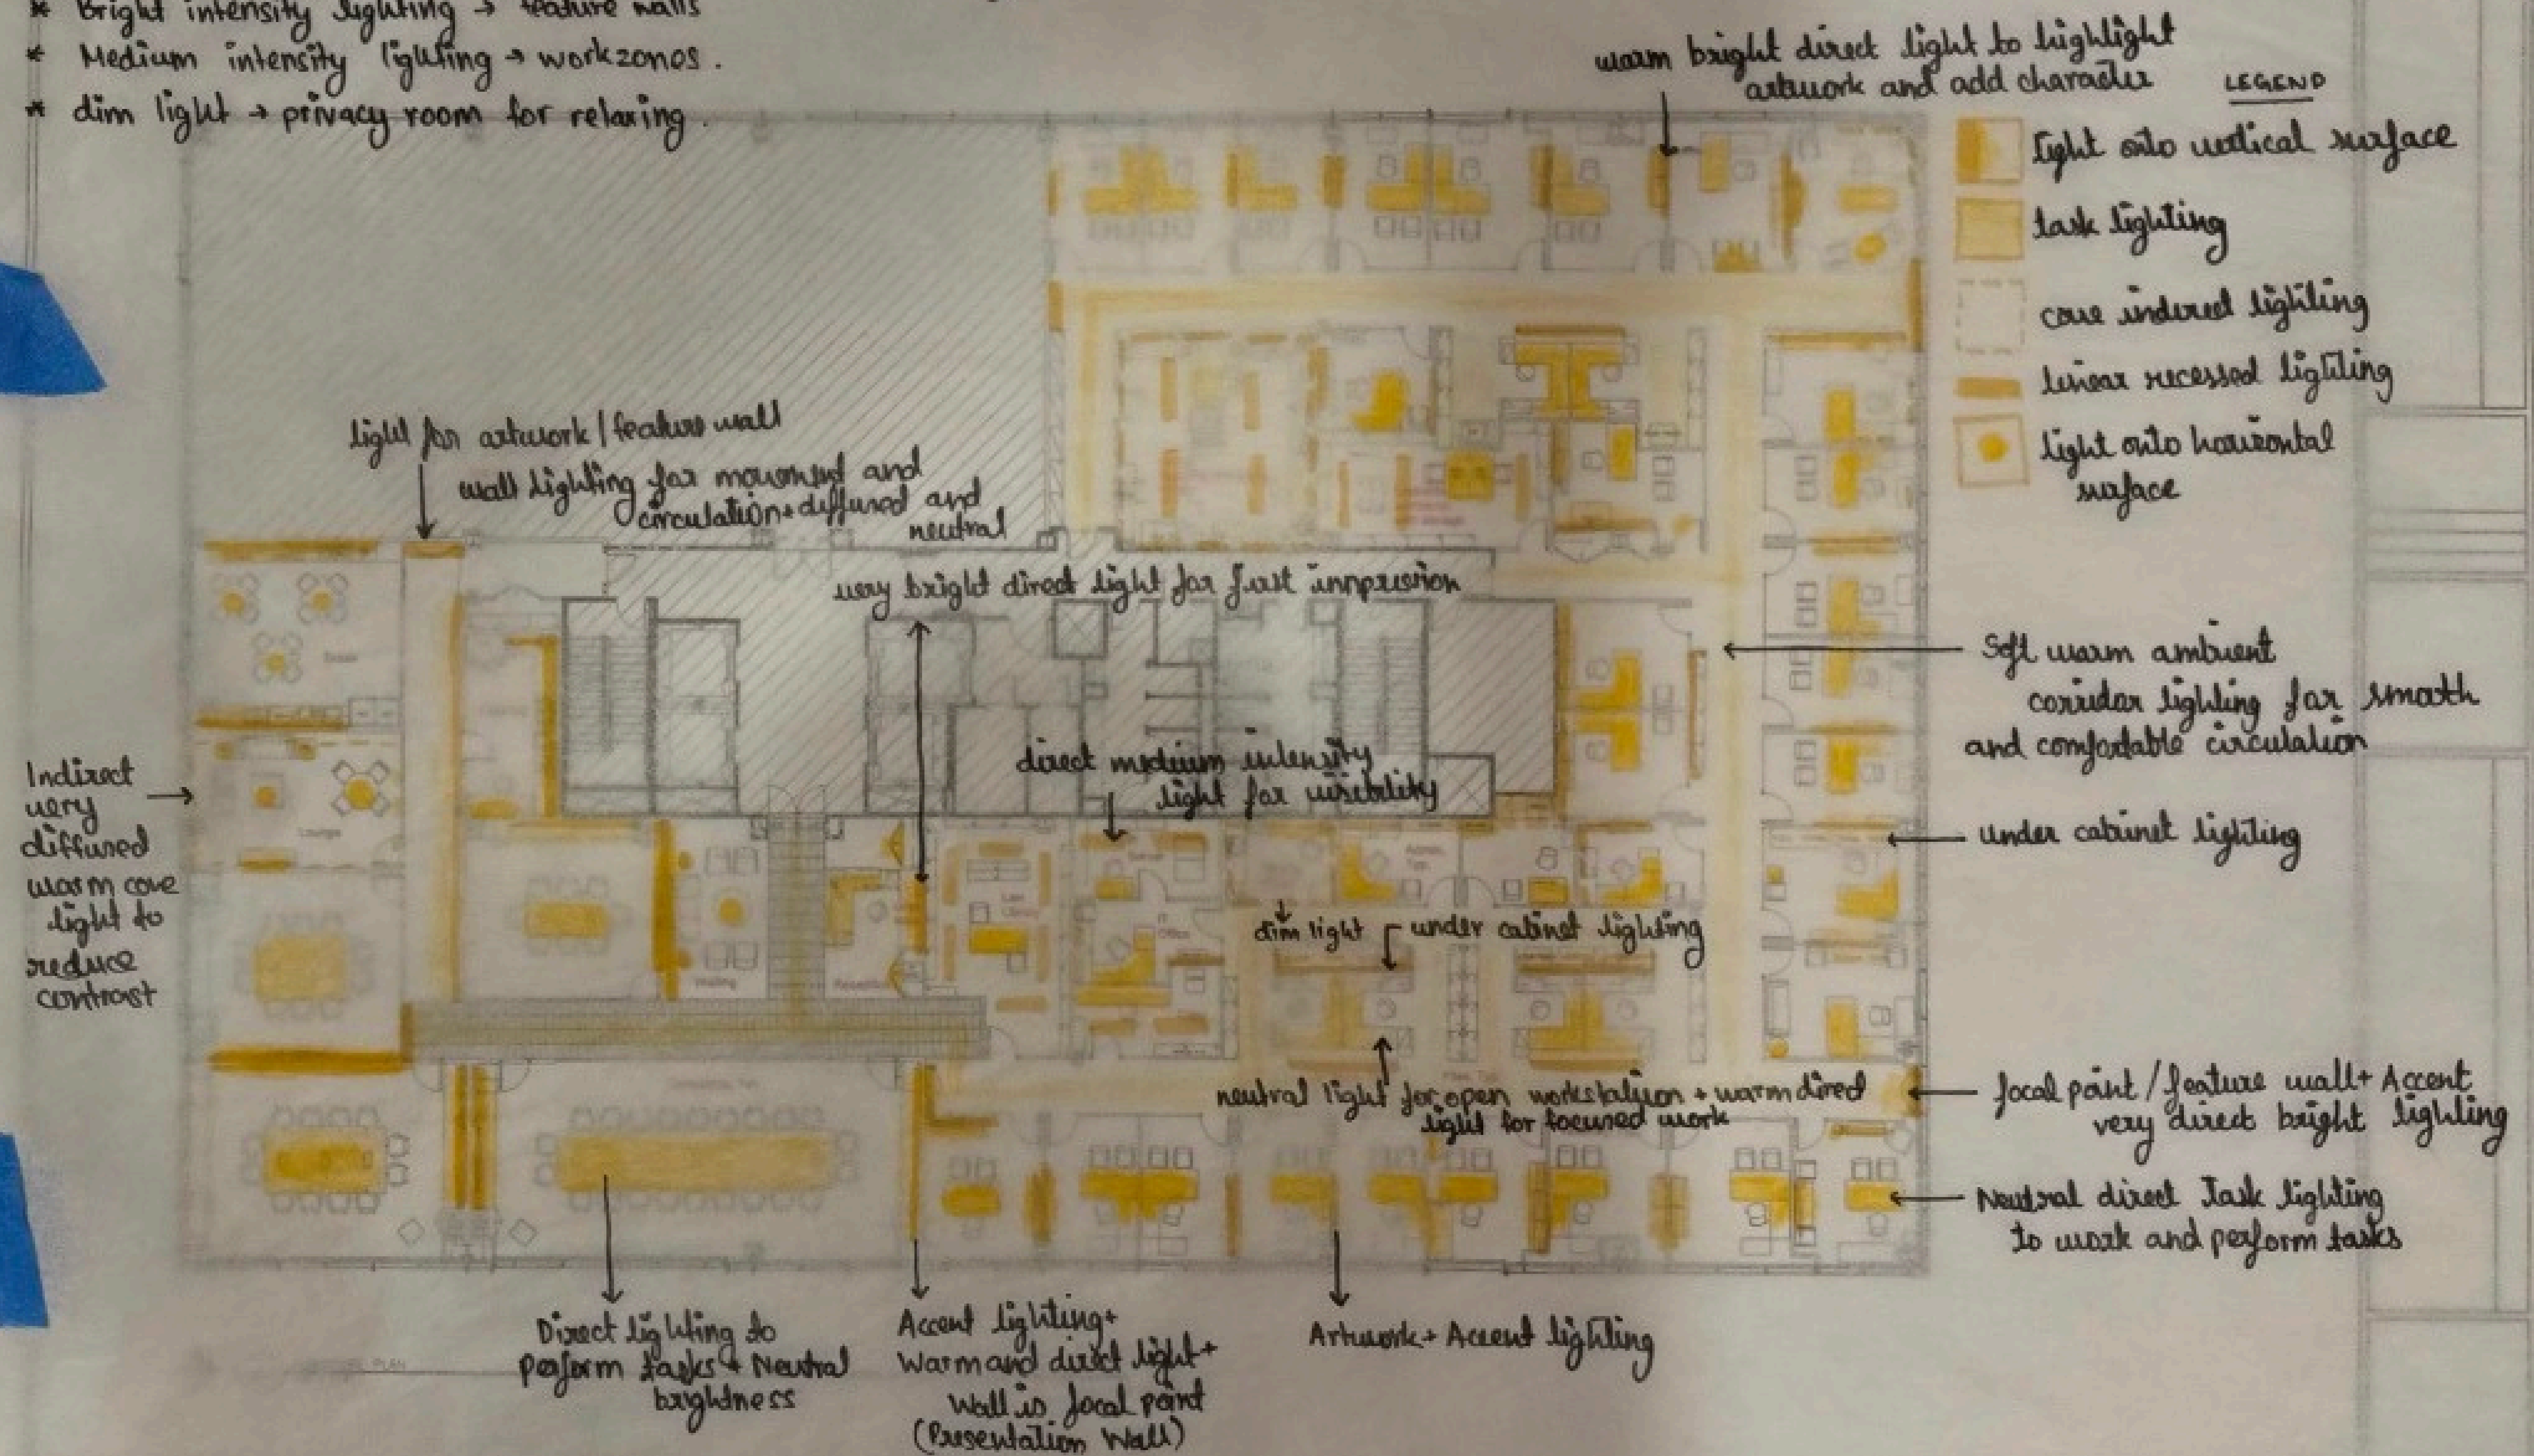 * Bright intensity lighting → feature walls
* Medium intensity lighting → workzones.
* dim light → privacy room for relaxing.
warm bright direct light to highlight
artwork and add character
LEGEND
light onto vertical surface
task lighting
cove indirect lighting
linear recessed lighting
light onto horizontal
surface
light for artwork / feature wall
wall lighting for movement and
circulation + diffused and
neutral
very bright direct light for first impression
Soft warm ambient
corridor lighting for smooth
and comfortable circulation
direct medium intensity
light for visibility
Indirect
very
diffused
warm cove
light to
reduce
contrast
Lounge
under cabinet lighting
dim light
under cabinet lighting
Office
Waiting
Reception
neutral light for open workstation + warm direct
light for focused work
focal point / feature wall + Accent
very direct bright lighting
Neutral direct task lighting
to work and perform tasks
Direct lighting to
perform tasks + Neutral
brightness
Accent lighting +
Warm and direct light +
Wall is focal point
(Presentation Wall)
Artwork + Accent lighting
PLAN